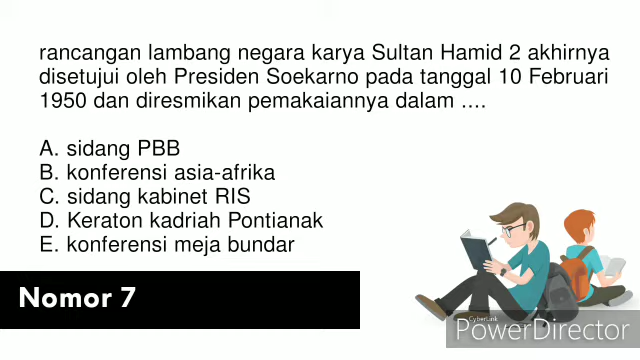 rancangan lambang negara karya Sultan Hamid 2 akhirnya
disetujui oleh Presiden Soekarno pada tanggal 10 Februari
1950 dan diresmikan pemakaiannya dalam ....
A. sidang PBB
B. konferensi asia-afrika
C. sidang kabinet RIS
D. Keraton kadriah Pontianak
E. konferensi meja bundar
Nomor 7
CyberLink
PowerDirector